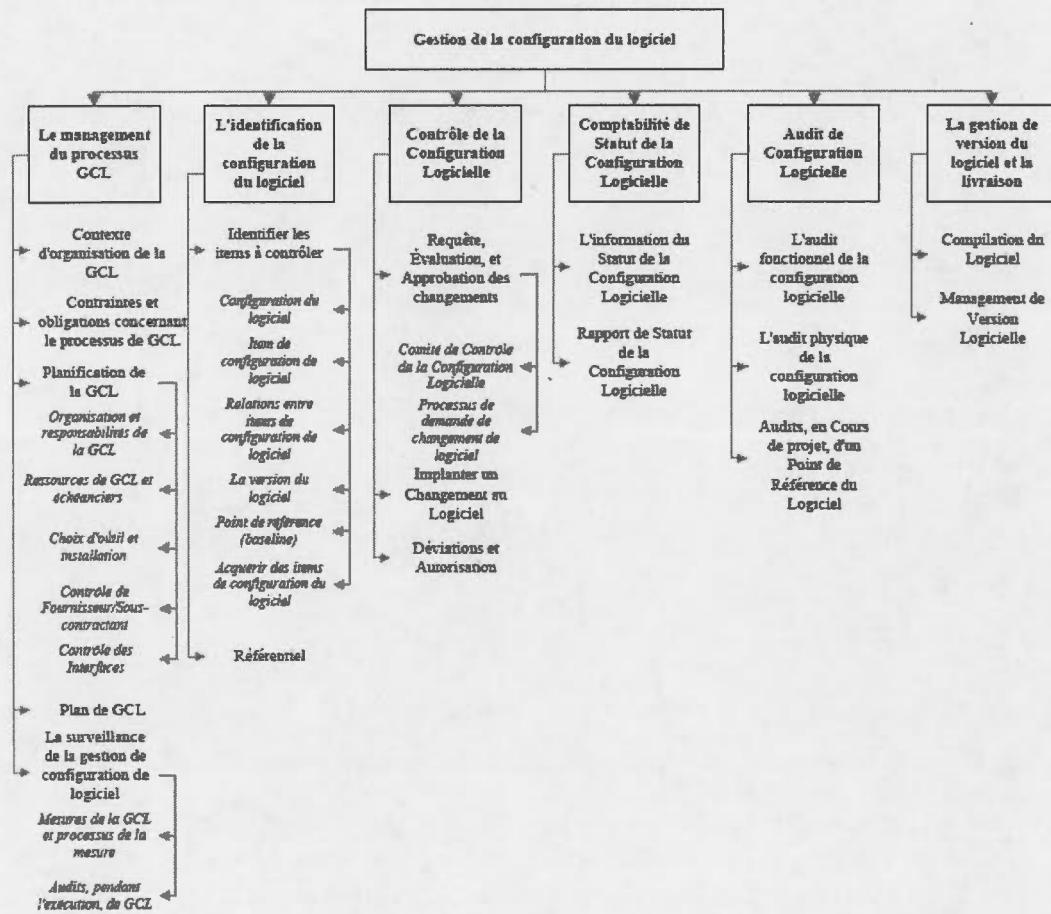 Gestion de la configuration du logiciel
Le management
du processus
GCL
Contexte
d'organisation de la
GCL
Contraintes et
obligations concernant
le processus de GCL
Planification de
la GCL
Organisation et
responsabilités de
la GCL
Ressources de GCL et
échéanciers
Choix d'outil et
installation
Contrôle de
Fournisseur/Sous-
contractant
Contrôle des
Interfaces
Plan de GCL
La surveillance
de la gestion de
configuration de
logiciel
Mesures de la GCL
et processus de la
mesure
Audits, pendant
l'exécution, de GCL
L'identification
de la
configuration
du logiciel
Identifier les
items à contrôler
Configuration du
logiciel
Item de
configuration de
logiciel
Relations entre
items de
configuration de
logiciel
La version du
logiciel
Point de référence
(baseline)
Acquérir des items
de configuration du
logiciel
Référentiel
Contrôle de la
Configuration
Logicielle
Requête,
Évaluation, et
Approbation des
changements
Comité de Contrôle
de la Configuration
Logicielle
Processus de
demande de
changement de
logiciel
Implanter un
Changement au
Logiciel
Déviations et
Autorisation
Comptabilité de
Statut de la
Configuration
Logicielle
L'information du
Statut de la
Configuration
Logicielle
Rapport de Statut
de la
Configuration
Logicielle
Audit de
Configuration
Logicielle
L'audit
fonctionnel de la
configuration
logicielle
L'audit physique
de la
configuration
logicielle
Audits, en Cours
de projet, d'un
Point de
Référence du
Logiciel
La gestion de
version du
logiciel et la
livraison
Compilation du
Logiciel
Management de
Version
Logicielle